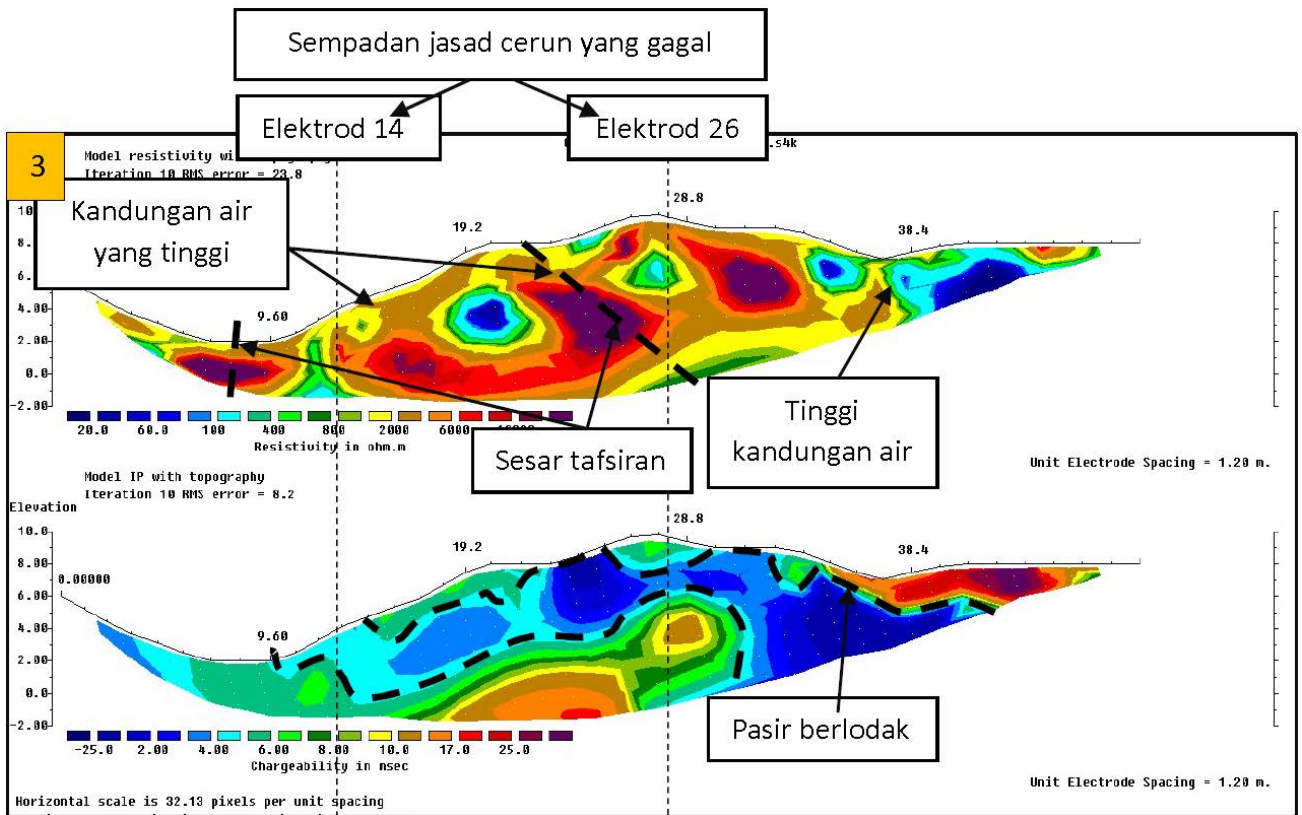 Sempadan jasad cerun yang gagal
Elektrod 14
Elektrod 26
3
Model resistivity wi
.s4k
Iteration 10 RMS error = 23.8
Kandungan air
yang tinggi
10
8.
6.
4.00
2.00
0.0
-2.00
9.60
19.2
28.8
38.4
20.0 60.0 100 400 800 2000 6000
Resistivity in ohm.m
Sesar tafsiran
Tinggi
kandungan air
Unit Electrode Spacing = 1.20 m.
Model IP with topography
Iteration 10 RMS error = 8.2
Elevation
10.0
8.00
6.00
4.00
2.00
0.0
-2.00
0.00000
9.60
19.2
28.8
38.4
-25.0 2.00 4.00 6.00 8.00 10.0 17.0 25.0
Chargeability in msec
Pasir berlodak
Unit Electrode Spacing = 1.20 m.
Horizontal scale is 32.13 pixels per unit spacing